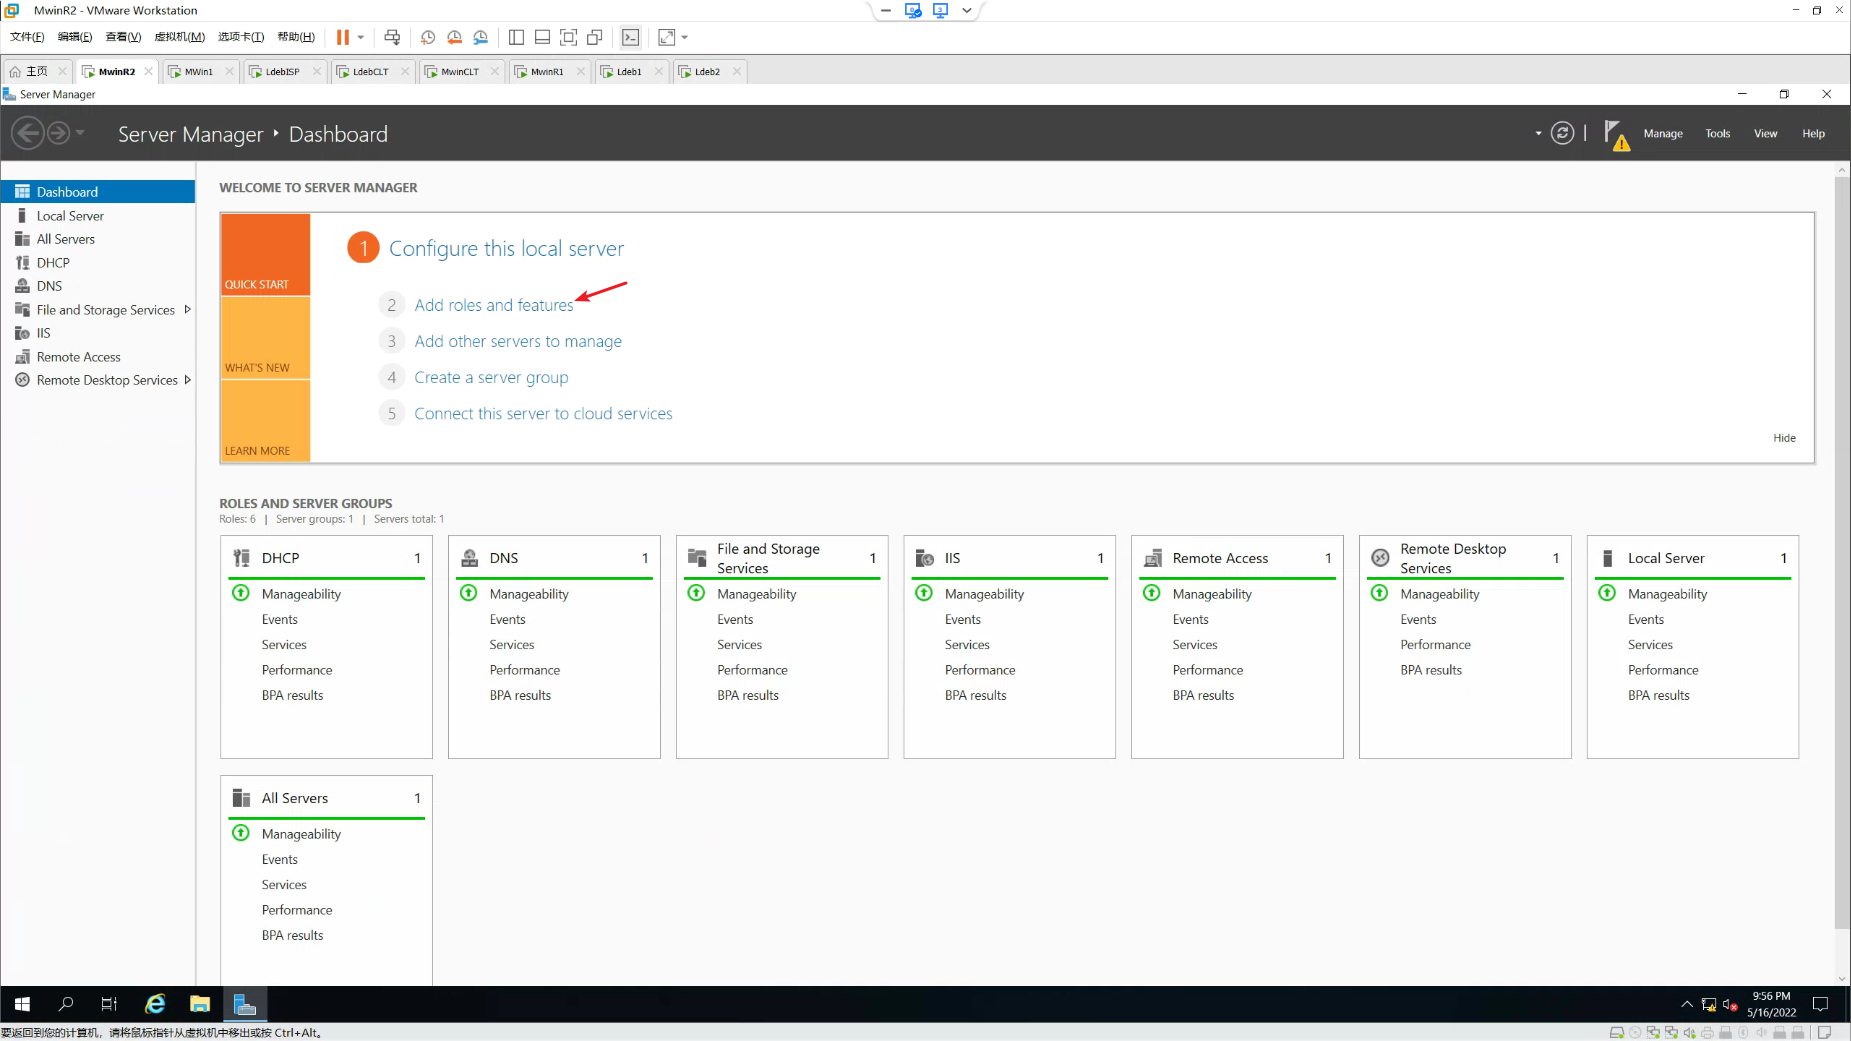 MwinR2 - VMware Workstation
文件(F) 编辑(E) 查看(V) 虚拟机(M) 选项卡(T) 帮助(H)
主页 MwinR2 MWin1 Ldeb1ISP LdebCLT MwinCLT MwinR1 Ldeb1 Ldeb2
Server Manager
Server Manager Dashboard
Manage Tools View Help
Dashboard
Local Server
All Servers
DHCP
DNS
File and Storage Services
IIS
Remote Access
Remote Desktop Services
WELCOME TO SERVER MANAGER
QUICK START
WHAT'S NEW
LEARN MORE
1 Configure this local server
2 Add roles and features
3 Add other servers to manage
4 Create a server group
5 Connect this server to cloud services
Hide
ROLES AND SERVER GROUPS
Roles: 6 | Server groups: 1 | Servers total: 1
DHCP 1
Manageability
Events
Services
Performance
BPA results
DNS 1
Manageability
Events
Services
Performance
BPA results
File and Storage
Services 1
Manageability
Events
Services
Performance
BPA results
IIS 1
Manageability
Events
Services
Performance
BPA results
Remote Access 1
Manageability
Events
Services
Performance
BPA results
Remote Desktop
Services 1
Manageability
Events
Performance
BPA results
Local Server 1
Manageability
Events
Services
Performance
BPA results
All Servers 1
Manageability
Events
Services
Performance
BPA results
9:56 PM
5/16/2022
要返回到您的计算机，请将鼠标指针从虚拟机中移出或按 Ctrl+Alt。